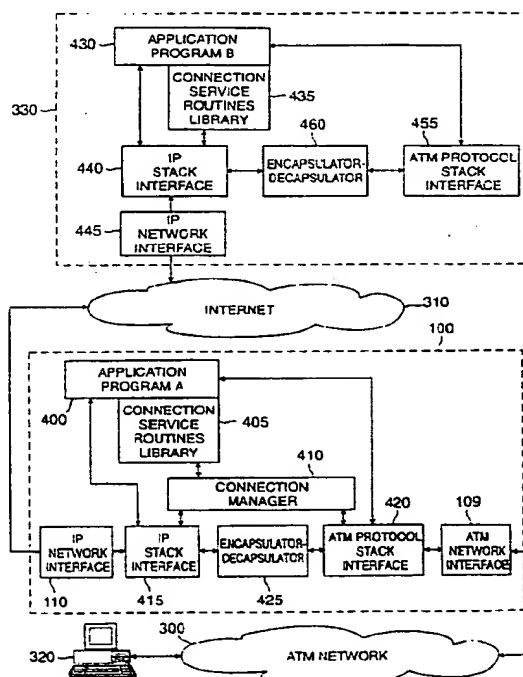 430
APPLICATION
PROGRAM B
CONNECTION
SERVICE
ROUTINES
LIBRARY
435
330
460
455
440
IP
STACK
INTERFACE
ENCAPSULATOR-
DECAPSULATOR
ATM PROTOCOL
STACK
INTERFACE
445
IP
NETWORK
INTERFACE
INTERNET
310
100
APPLICATION
PROGRAM A
400
CONNECTION
SERVICE
ROUTINES
LIBRARY
405
410
CONNECTION
MANAGER
420
109
IP
NETWORK
INTERFACE
IP
STACK
INTERFACE
ENCAPSULATOR-
DECAPSULATOR
ATM PROTOCOL
STACK
INTERFACE
ATM
NETWORK
INTERFACE
110
415
425
300
320
ATM NETWORK